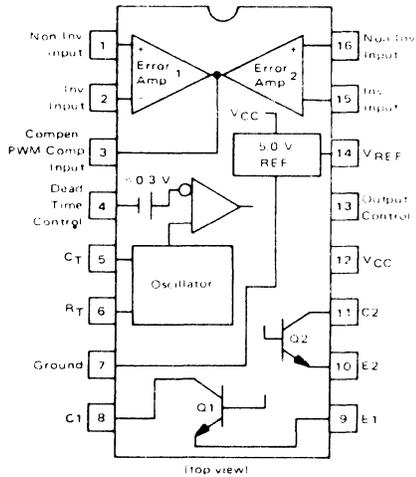 Non Inv
Input
1
+
Error
Amp 1
-
Inv
Input
2
Compen
PWM Comp
Input
3
Dead
Time
Control
4
0.3 V
CT
5
Oscillator
RT
6
Ground
7
C1
8
Q1
+
Error
Amp 2
16
Non Inv
Input
15
Inv
Input
VCC
5.0 V
REF
14
VREF
13
Output
Control
12
VCC
11
C2
Q2
10
E2
9
E1
(top view)